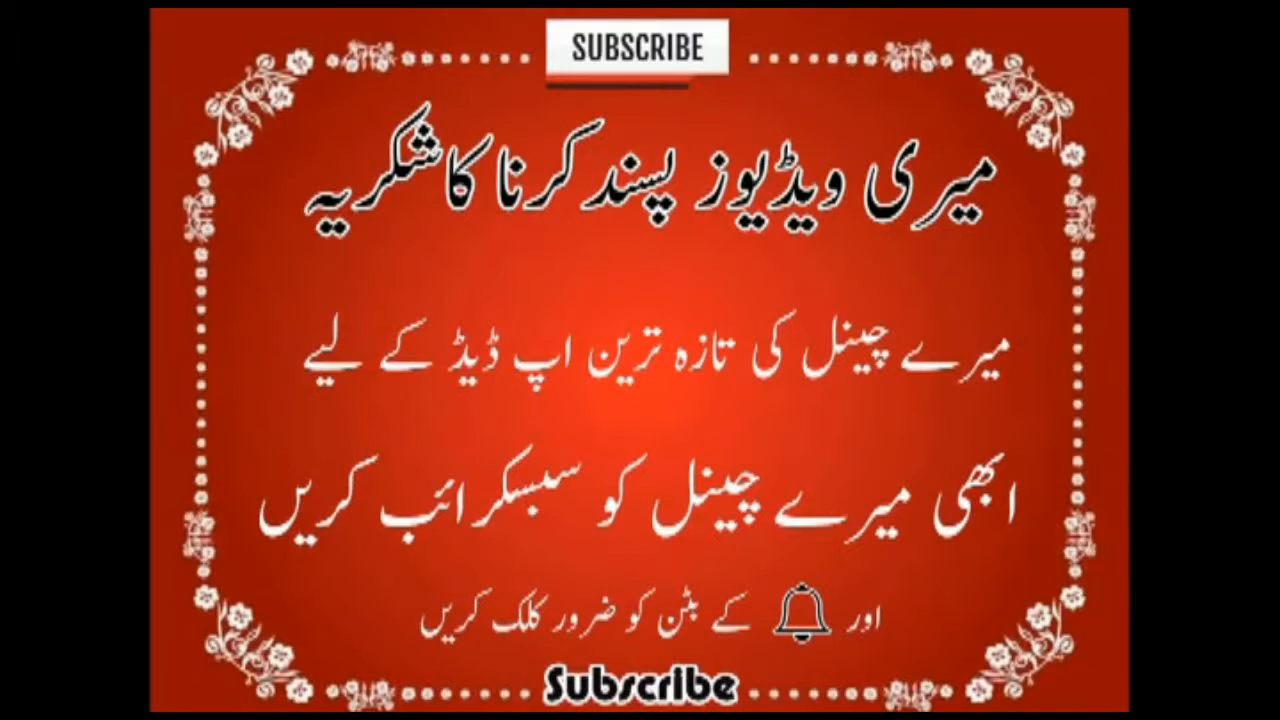 SUBSCRIBE
میری ویڈیوز پسند کرنا کا شکریہ
میرے چینل کی تازہ ترین اپ ڈیڈ کے لیے
ابھی میرے چینل کو سبسکرائب کریں
اور کے بٹن کو ضرور کلک کریں
Subscribe